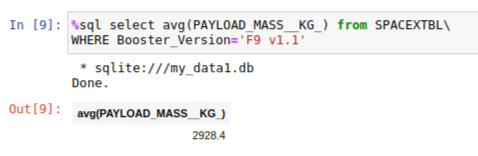 In [9]: %sql select avg(PAYLOAD_MASS__KG_) from SPACEXTBL\
WHERE Booster_Version='F9 v1.1'
* sqlite:///my_data1.db
Done.
Out[9]: avg(PAYLOAD_MASS__KG_)
2928.4